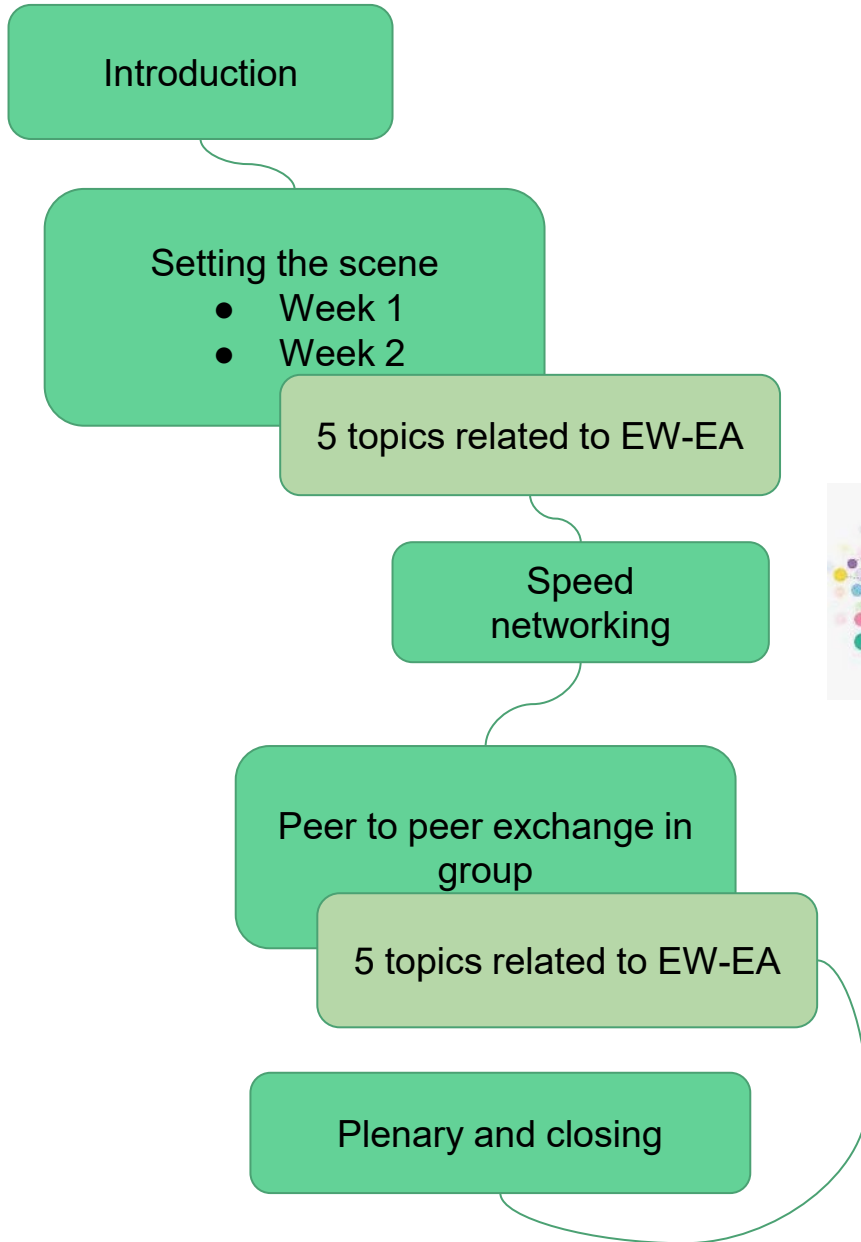 Introduction
Setting the scene
● Week 1
● Week 2
5 topics related to EW-EA
Speed
networking
Peer to peer exchange in
group
5 topics related to EW-EA
Plenary and closing